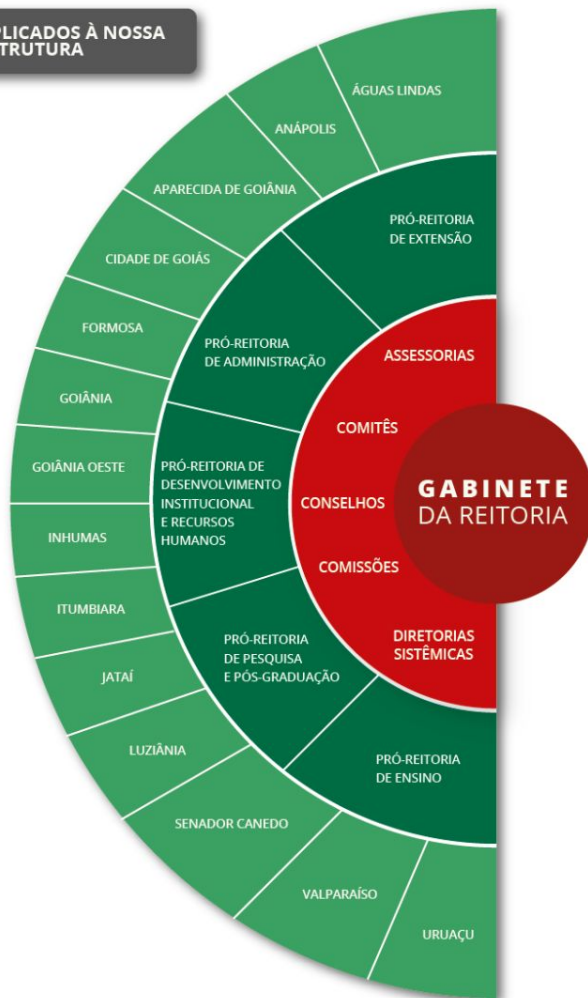 PLICADOS À NOSSA
TRUTURA
ÁGUAS LINDAS
ANÁPOLIS
APARECIDA DE GOIÂNIA
CIDADE DE GOIÁS
FORMOSA
GOIÂNIA
GOIÂNIA OESTE
INHUMAS
ITUMBIARA
JATAÍ
LUZIÂNIA
SENADOR CANEDO
VALPARAÍSO
URUAÇU
PRÓ-REITORIA
DE EXTENSÃO
PRÓ-REITORIA
DE ADMINISTRAÇÃO
PRÓ-REITORIA DE
DESENVOLVIMENTO
INSTITUCIONAL
E RECURSOS
HUMANOS
PRÓ-REITORIA
DE PESQUISA
E PÓS-GRADUAÇÃO
PRÓ-REITORIA
DE ENSINO
ASSESSORIAS
COMITÊS
CONSELHOS
COMISSÕES
DIRETORIAS
SISTÊMICAS
GABINETE
DA REITORIA